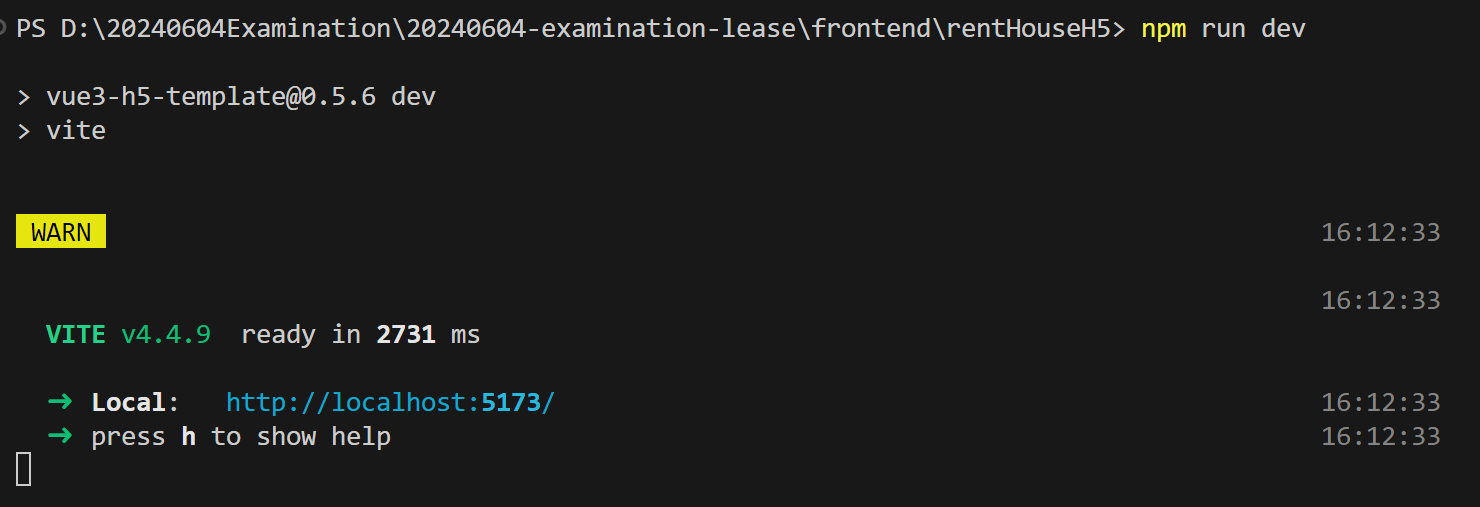 PS D:\20240604Examination\20240604-examination-lease\frontend\rentHouseH5> npm run dev
> vue3-h5-template@0.5.6 dev
> vite
WARN 16:12:33
16:12:33
VITE v4.4.9 ready in 2731 ms
➜ Local: http://localhost:5173/ 16:12:33
➜ press h to show help 16:12:33